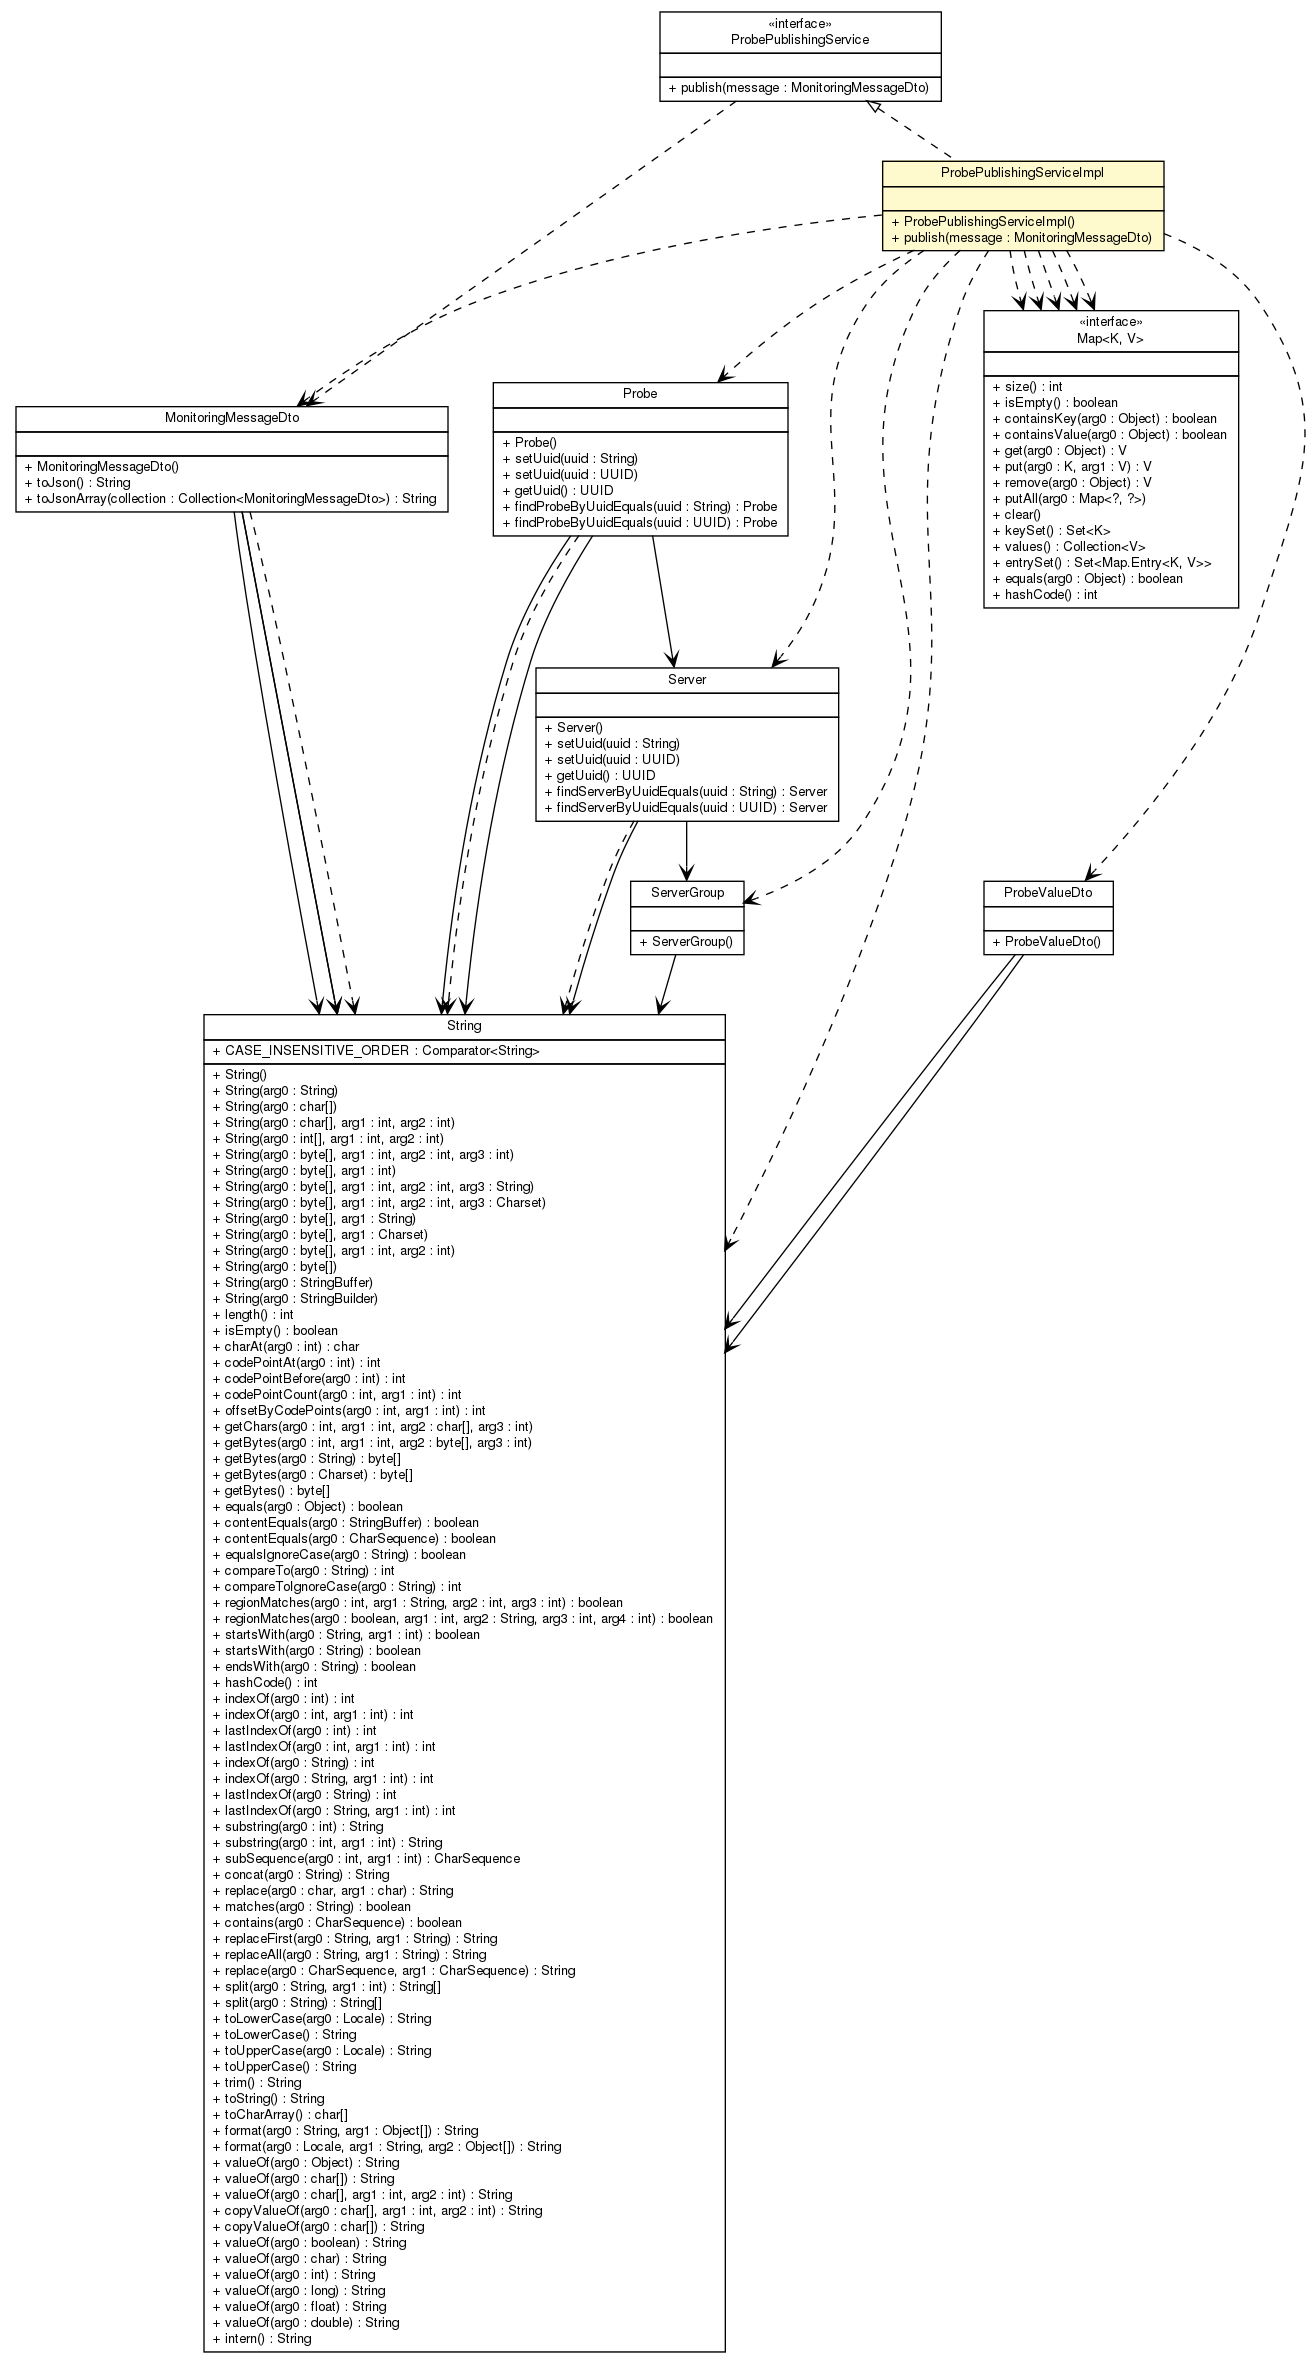 «interface»
ProbePublishingService
+ publish(message : MonitoringMessageDto)
ProbePublishingServiceImpl
+ ProbePublishingServiceImpl()
+ publish(message : MonitoringMessageDto)
«interface»
Map<K, V>
+ size() : int
+ isEmpty() : boolean
+ containsKey(arg0 : Object) : boolean
+ containsValue(arg0 : Object) : boolean
+ get(arg0 : Object) : V
+ put(arg0 : K, arg1 : V) : V
+ remove(arg0 : Object) : V
+ putAll(arg0 : Map<?, ?>)
+ clear()
+ keySet() : Set<K>
+ values() : Collection<V>
+ entrySet() : Set<Map.Entry<K, V>>
+ equals(arg0 : Object) : boolean
+ hashCode() : int
MonitoringMessageDto
+ MonitoringMessageDto()
+ toJson() : String
+ toJsonArray(collection : Collection<MonitoringMessageDto>) : String
Probe
+ Probe()
+ setUuid(uuid : String)
+ setUuid(uuid : UUID)
+ getUuid() : UUID
+ findProbeByUuidEquals(uuid : String) : Probe
+ findProbeByUuidEquals(uuid : UUID) : Probe
Server
+ Server()
+ setUuid(uuid : String)
+ setUuid(uuid : UUID)
+ getUuid() : UUID
+ findServerByUuidEquals(uuid : String) : Server
+ findServerByUuidEquals(uuid : UUID) : Server
ServerGroup
+ ServerGroup()
ProbeValueDto
+ ProbeValueDto()
String
+ CASE_INSENSITIVE_ORDER : Comparator<String>
+ String()
+ String(arg0 : String)
+ String(arg0 : char[])
+ String(arg0 : char[], arg1 : int, arg2 : int)
+ String(arg0 : int[], arg1 : int, arg2 : int)
+ String(arg0 : byte[], arg1 : int, arg2 : int, arg3 : int)
+ String(arg0 : byte[], arg1 : int)
+ String(arg0 : byte[], arg1 : int, arg2 : int, arg3 : String)
+ String(arg0 : byte[], arg1 : int, arg2 : int, arg3 : Charset)
+ String(arg0 : byte[], arg1 : String)
+ String(arg0 : byte[], arg1 : Charset)
+ String(arg0 : byte[], arg1 : int, arg2 : int)
+ String(arg0 : byte[])
+ String(arg0 : StringBuffer)
+ String(arg0 : StringBuilder)
+ length() : int
+ isEmpty() : boolean
+ charAt(arg0 : int) : char
+ codePointAt(arg0 : int) : int
+ codePointBefore(arg0 : int) : int
+ codePointCount(arg0 : int, arg1 : int) : int
+ offsetByCodePoints(arg0 : int, arg1 : int) : int
+ getChars(arg0 : int, arg1 : int, arg2 : char[], arg3 : int)
+ getBytes(arg0 : int, arg1 : int, arg2 : byte[], arg3 : int)
+ getBytes(arg0 : String) : byte[]
+ getBytes(arg0 : Charset) : byte[]
+ getBytes() : byte[]
+ equals(arg0 : Object) : boolean
+ contentEquals(arg0 : StringBuffer) : boolean
+ contentEquals(arg0 : CharSequence) : boolean
+ equalsIgnoreCase(arg0 : String) : boolean
+ compareTo(arg0 : String) : int
+ compareToIgnoreCase(arg0 : String) : int
+ regionMatches(arg0 : int, arg1 : String, arg2 : int, arg3 : int) : boolean
+ regionMatches(arg0 : boolean, arg1 : int, arg2 : String, arg3 : int, arg4 : int) : boolean
+ startsWith(arg0 : String, arg1 : int) : boolean
+ startsWith(arg0 : String) : boolean
+ endsWith(arg0 : String) : boolean
+ hashCode() : int
+ indexOf(arg0 : int) : int
+ indexOf(arg0 : int, arg1 : int) : int
+ lastIndexOf(arg0 : int) : int
+ lastIndexOf(arg0 : int, arg1 : int) : int
+ indexOf(arg0 : String) : int
+ indexOf(arg0 : String, arg1 : int) : int
+ lastIndexOf(arg0 : String) : int
+ lastIndexOf(arg0 : String, arg1 : int) : int
+ substring(arg0 : int) : String
+ substring(arg0 : int, arg1 : int) : String
+ subSequence(arg0 : int, arg1 : int) : CharSequence
+ concat(arg0 : String) : String
+ replace(arg0 : char, arg1 : char) : String
+ matches(arg0 : String) : boolean
+ contains(arg0 : CharSequence) : boolean
+ replaceFirst(arg0 : String, arg1 : String) : String
+ replaceAll(arg0 : String, arg1 : String) : String
+ replace(arg0 : CharSequence, arg1 : CharSequence) : String
+ split(arg0 : String, arg1 : int) : String[]
+ split(arg0 : String) : String[]
+ toLowerCase(arg0 : Locale) : String
+ toLowerCase() : String
+ toUpperCase(arg0 : Locale) : String
+ toUpperCase() : String
+ trim() : String
+ toString() : String
+ toCharArray() : char[]
+ format(arg0 : String, arg1 : Object[]) : String
+ format(arg0 : Locale, arg1 : String, arg2 : Object[]) : String
+ valueOf(arg0 : Object) : String
+ valueOf(arg0 : char[]) : String
+ valueOf(arg0 : char[], arg1 : int, arg2 : int) : String
+ copyValueOf(arg0 : char[], arg1 : int, arg2 : int) : String
+ copyValueOf(arg0 : char[]) : String
+ valueOf(arg0 : boolean) : String
+ valueOf(arg0 : char) : String
+ valueOf(arg0 : int) : String
+ valueOf(arg0 : long) : String
+ valueOf(arg0 : float) : String
+ valueOf(arg0 : double) : String
+ intern() : String